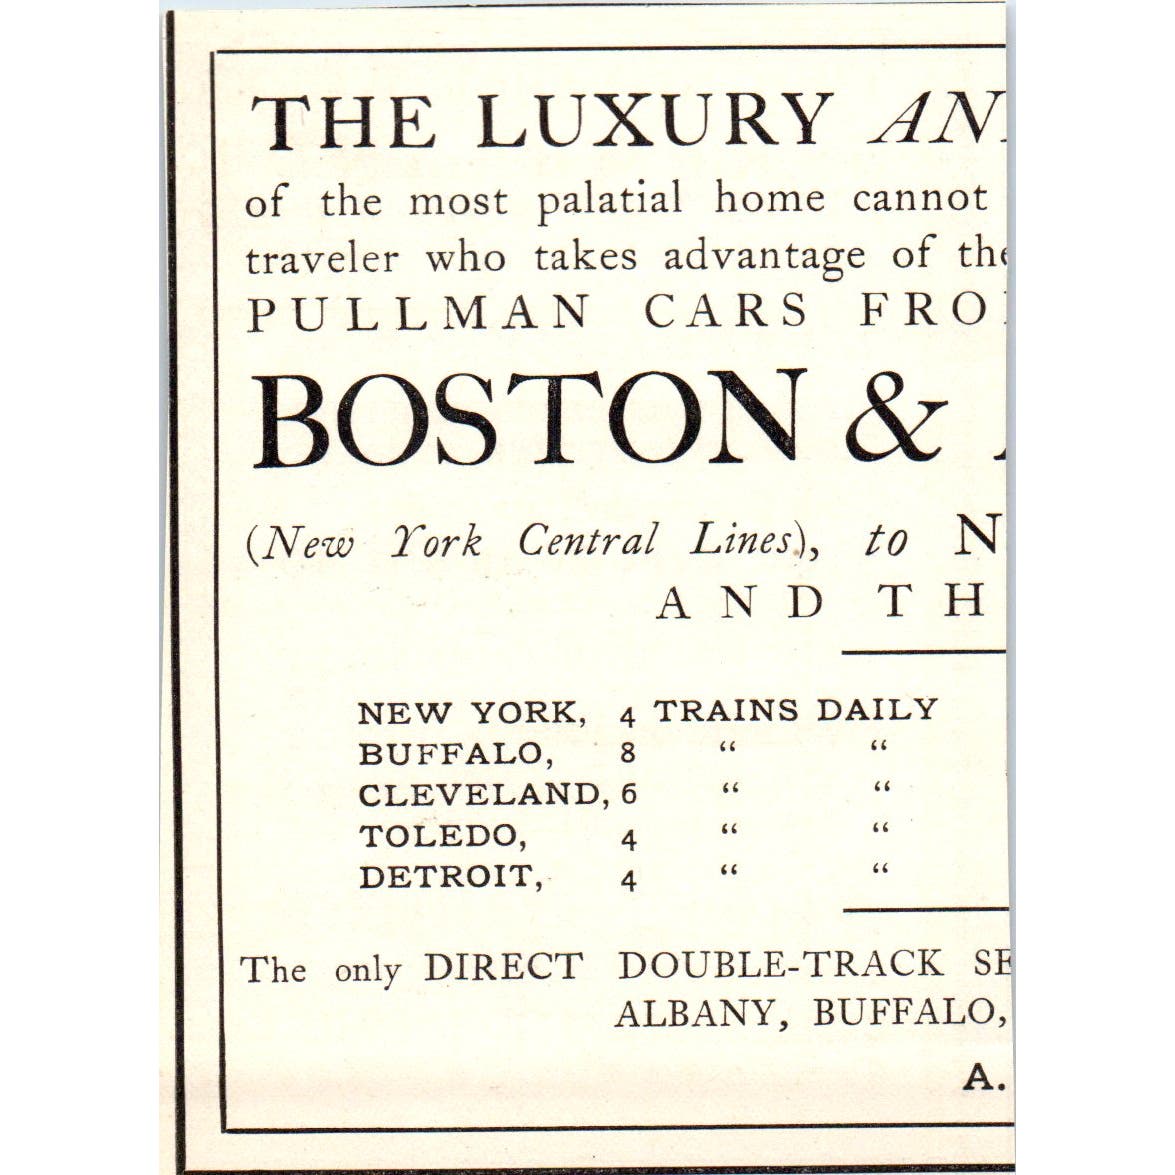 THE LUXURY AN
of the most palatial home cannot
traveler who takes advantage of the
PULLMAN CARS FRO
BOSTON &
(New York Central Lines), to N
AND TH
NEW YORK, 4 TRAINS DAILY
BUFFALO, 8 “ “
CLEVELAND, 6 “ “
TOLEDO, 4 “ “
DETROIT, 4 “ “
The only DIRECT DOUBLE-TRACK SE
ALBANY, BUFFALO,
A.